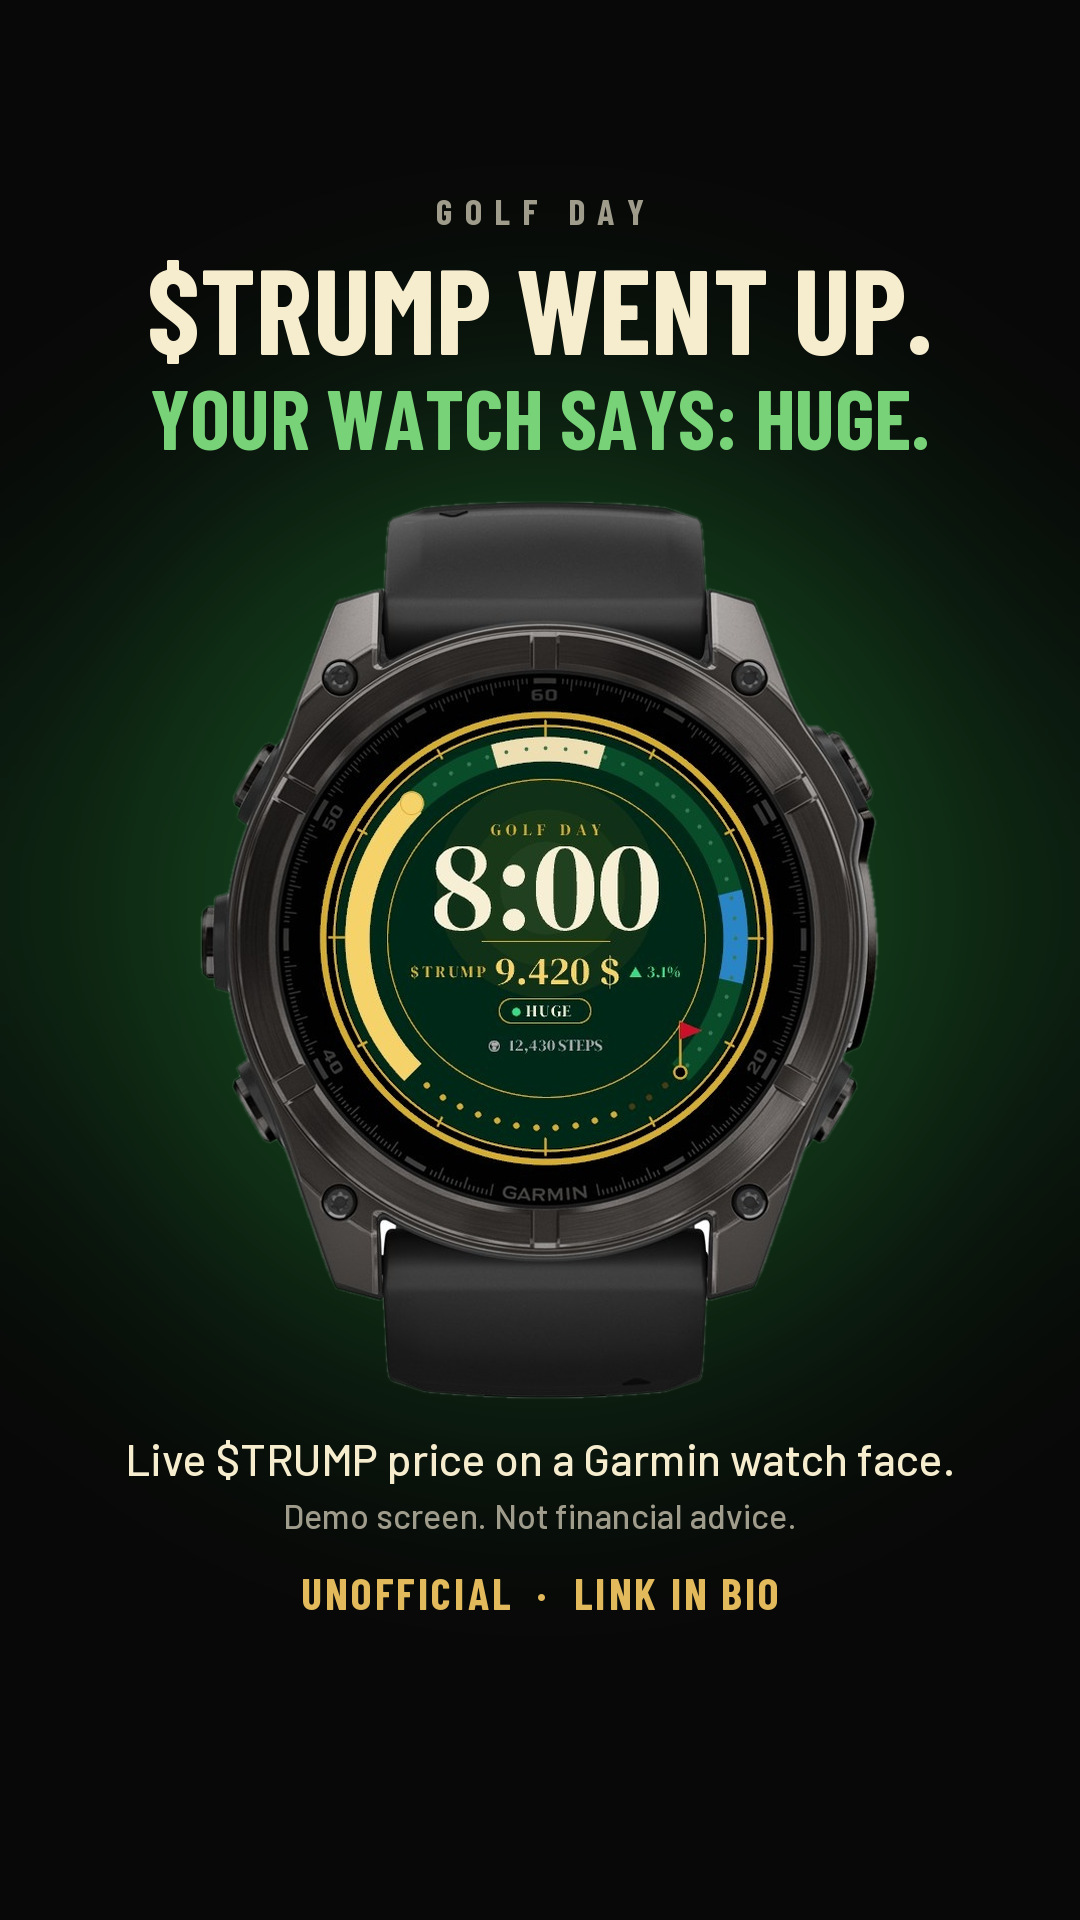 GOLF DAY
$TRUMP WENT UP.
YOUR WATCH SAYS: HUGE.
60
50
GOLF DAY
8:00
$TRUMP 9.420 $ ▲ 3.1%
HUGE
12,430 STEPS
40
20
GARMIN
Live $TRUMP price on a Garmin watch face.
Demo screen. Not financial advice.
UNOFFICIAL · LINK IN BIO